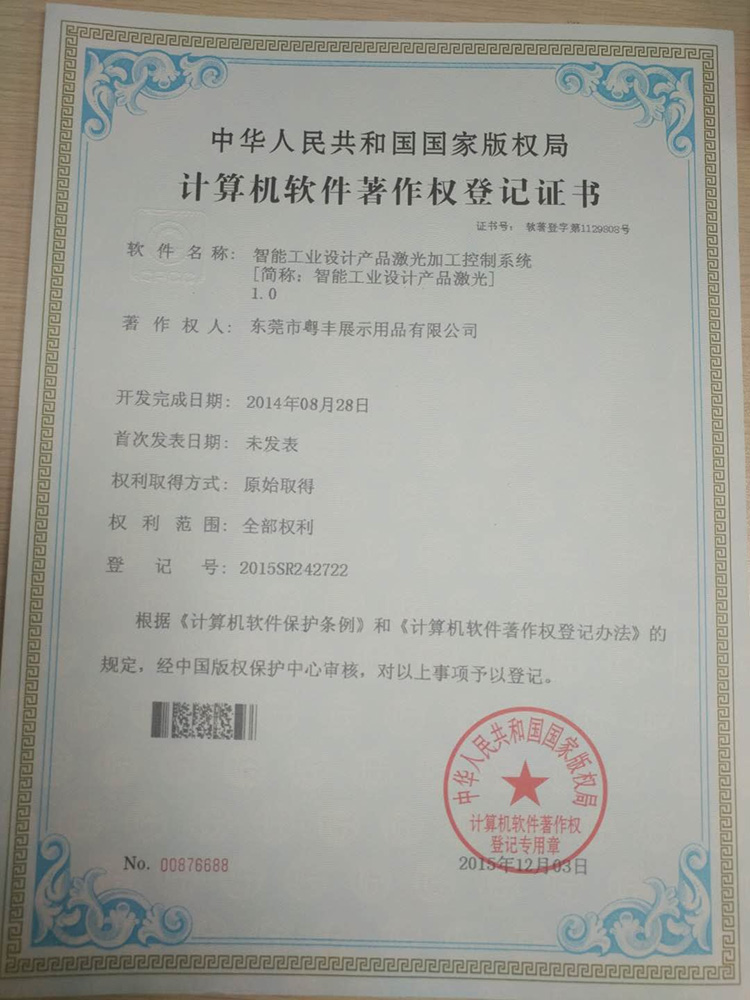 中华人民共和国国家版权局
计算机软件著作权登记证书
证书号： 软著登字第1129808号
软件名称： 智能工业设计产品激光加工控制系统
[简称：智能工业设计产品激光]
1.0
著作权人： 东莞市粤丰展示用品有限公司
开发完成日期： 2014年08月28日
首次发表日期： 未发表
权利取得方式： 原始取得
权利范围： 全部权利
登记号： 2015SR242722
根据《计算机软件保护条例》和《计算机软件著作权登记办法》的
规定，经中国版权保护中心审核，对以上事项予以登记。
中华人民共和国国家版权局
计算机软件著作权
登记专用章
No. 00876688
2015年12月03日